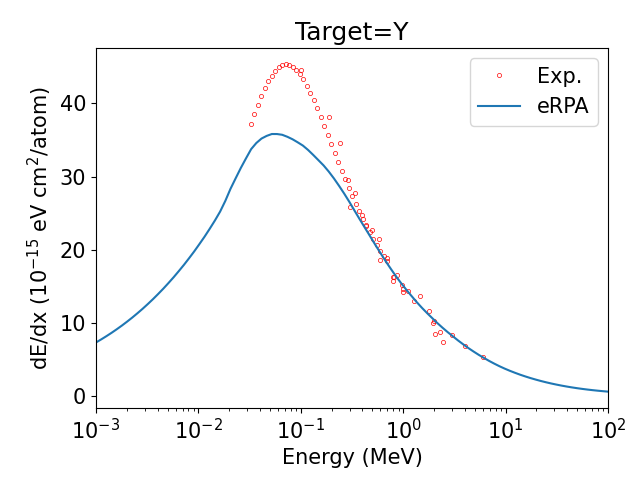 Target=Y
dE/dx (10⁻¹⁵ eV cm²/atom)
40
30
20
10
0
Exp.
eRPA
10⁻³ 10⁻² 10⁻¹ 10⁰ 10¹ 10²
Energy (MeV)